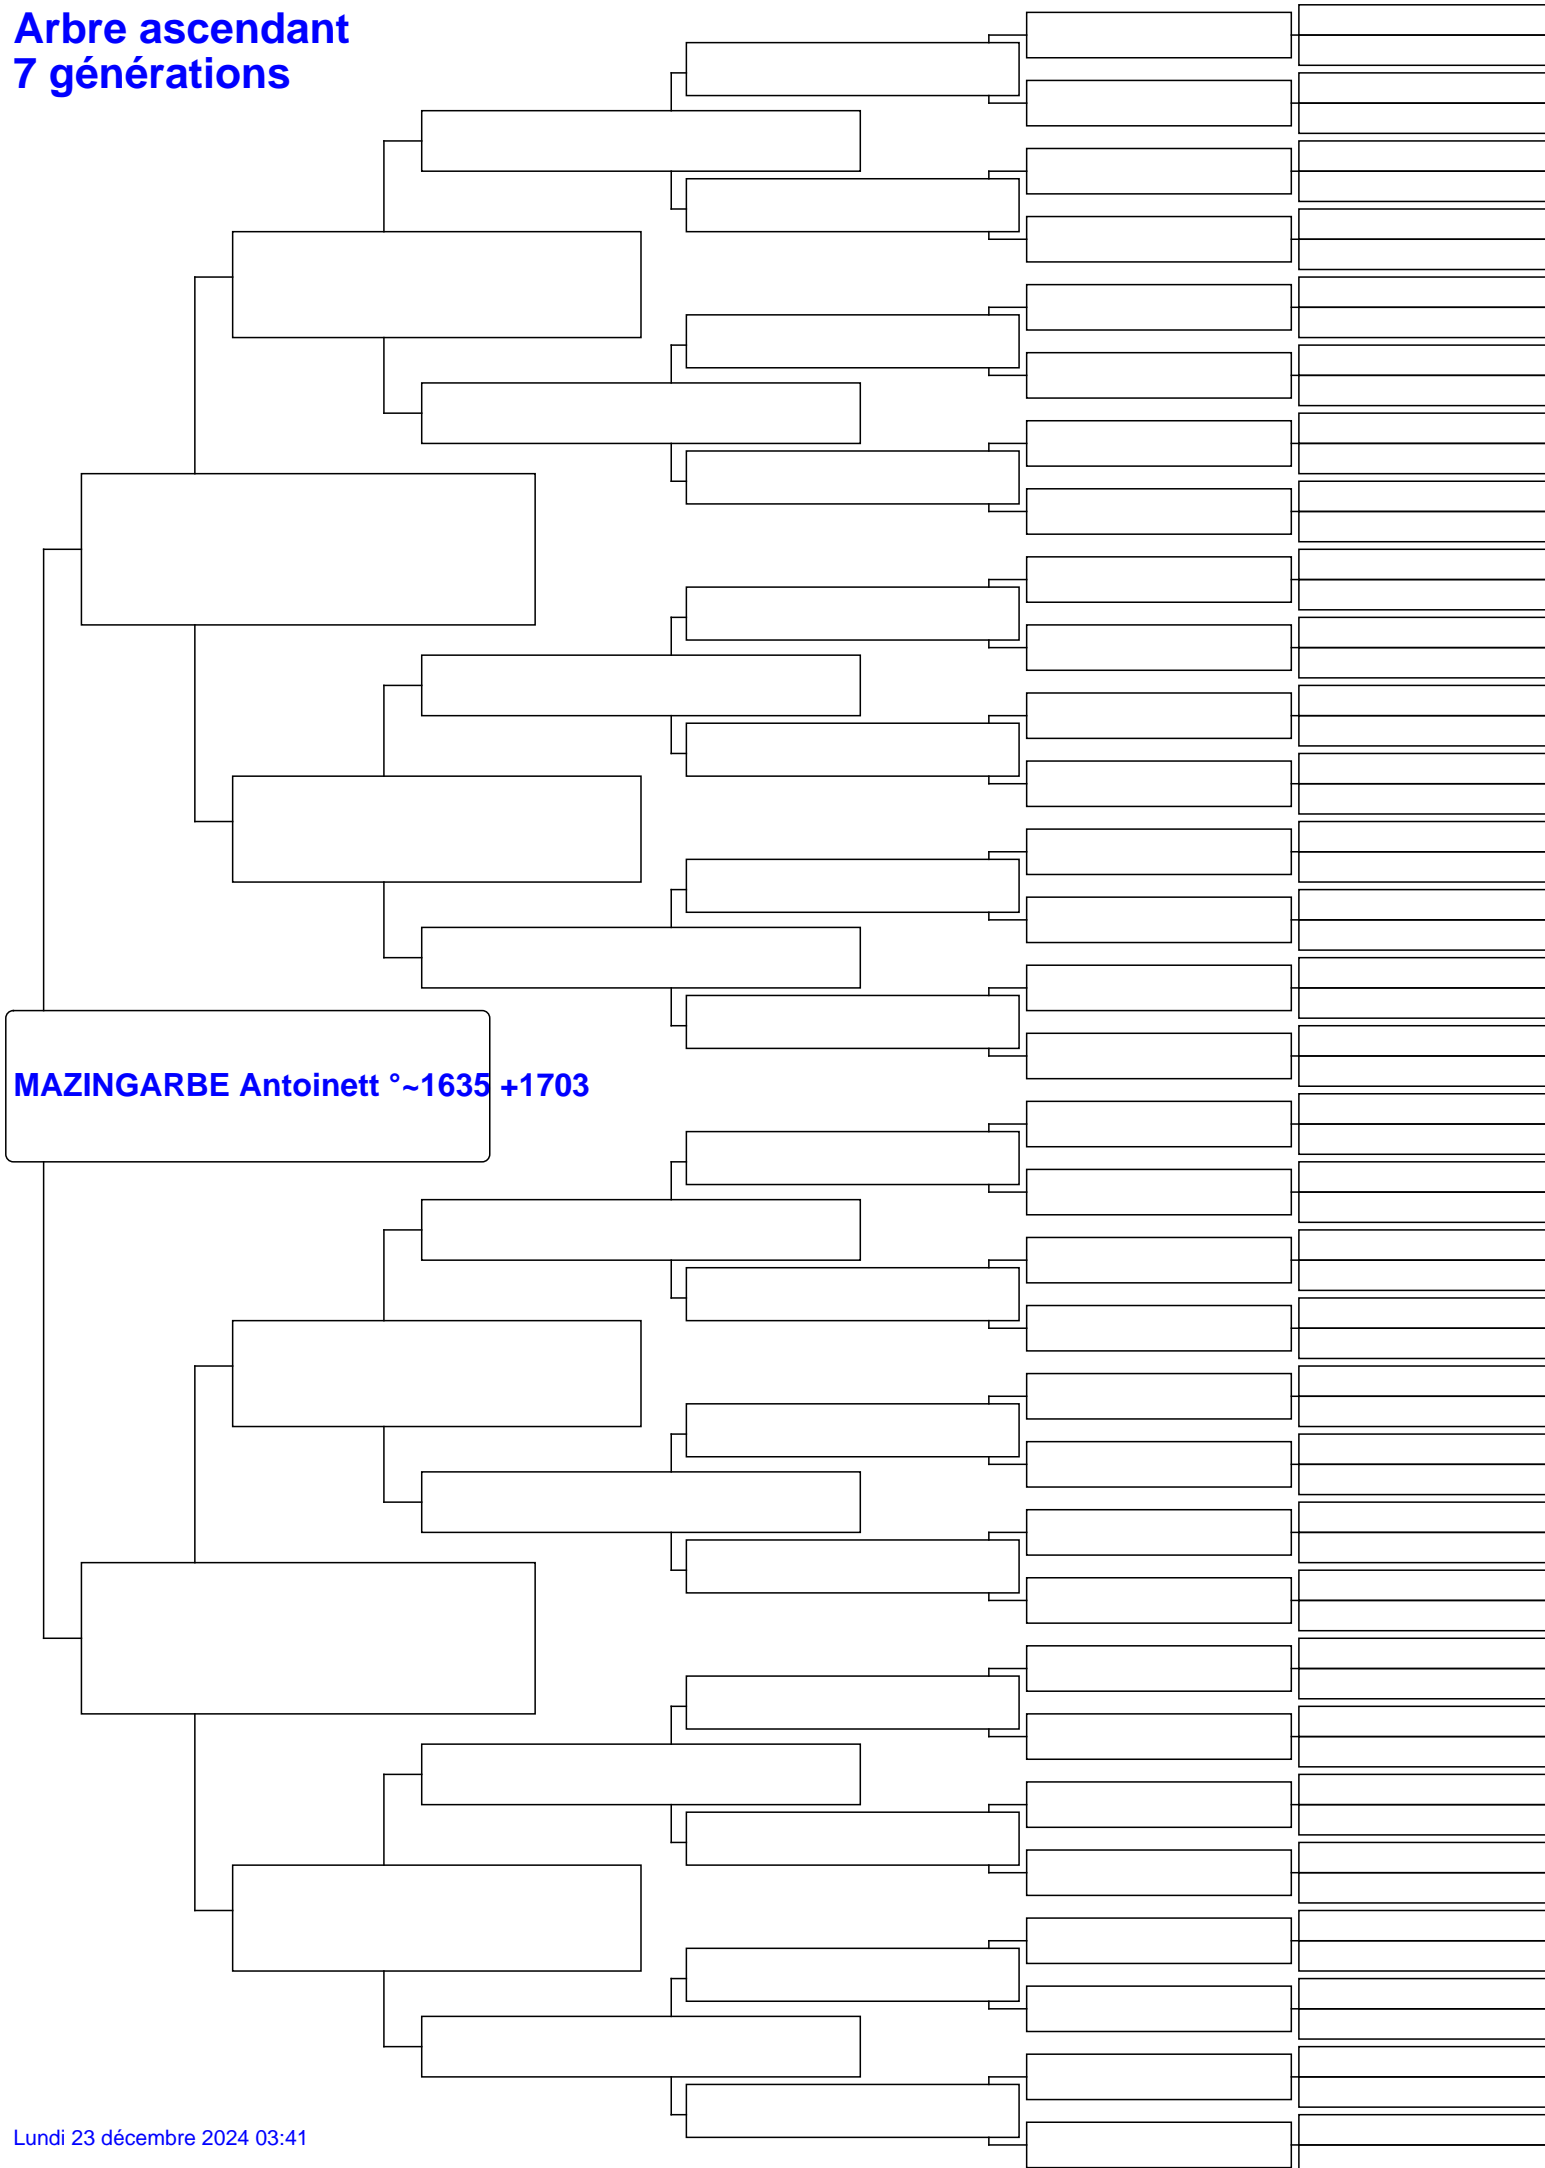 Arbre ascendant
7 générations
MAZINGARBE Antoinett °~1635 +1703
Lundi 23 décembre 2024 03:41